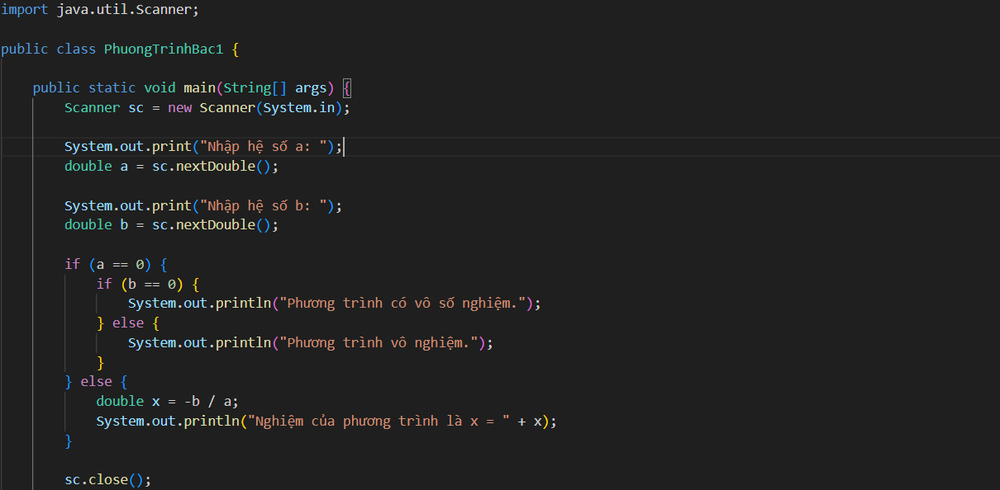 import java.util.Scanner;
public class PhuongTrinhBac1 {
public static void main(String[] args) {
Scanner sc = new Scanner(System.in);
System.out.print("Nhập hệ số a: ");
double a = sc.nextDouble();
System.out.print("Nhập hệ số b: ");
double b = sc.nextDouble();
if (a == 0) {
if (b == 0) {
System.out.println("Phương trình có vô số nghiệm.");
} else {
System.out.println("Phương trình vô nghiệm.");
}
} else {
double x = -b / a;
System.out.println("Nghiệm của phương trình là x = " + x);
}
sc.close();